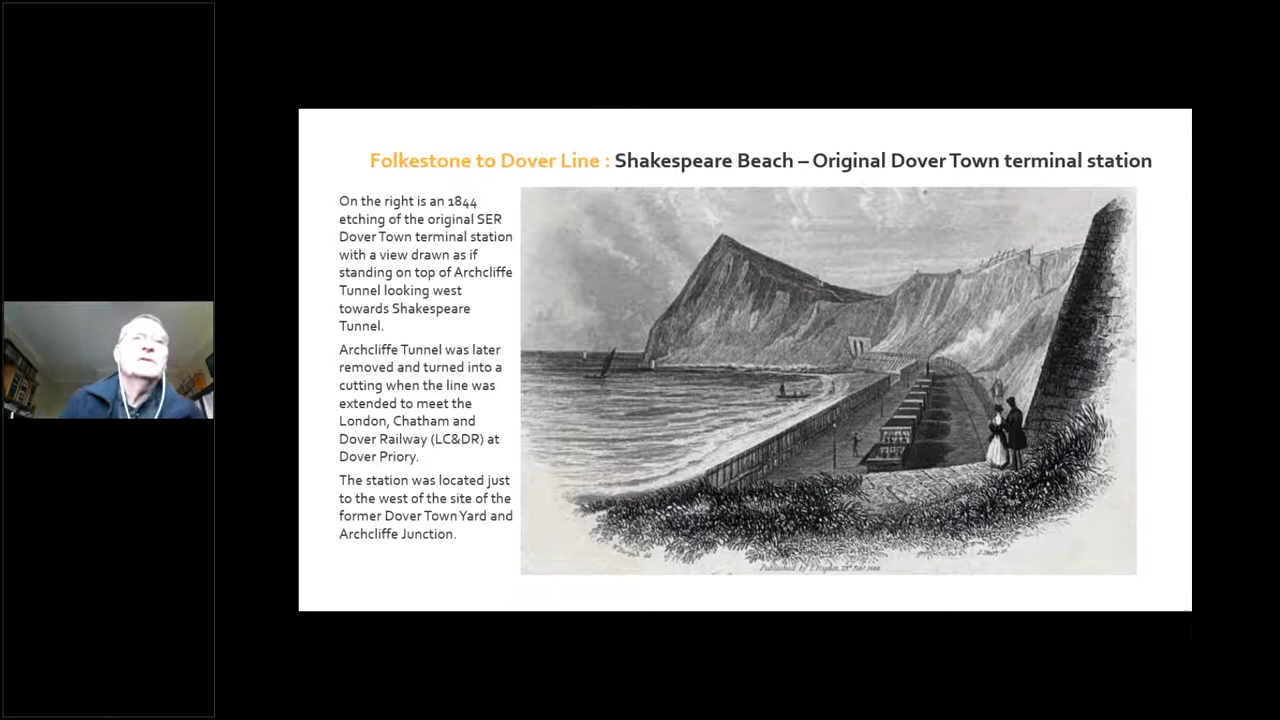 Folkestone to Dover Line : Shakespeare Beach – Original Dover Town terminal station
On the right is an 1844
etching of the original SER
Dover Town terminal station
with a view drawn as if
standing on top of Archcliffe
Tunnel looking west
towards Shakespeare
Tunnel.
Archcliffe Tunnel was later
removed and turned into a
cutting when the line was
extended to meet the
London, Chatham and
Dover Railway (LC&DR) at
Dover Priory.
The station was located just
to the west of the site of the
former Dover Town Yard and
Archcliffe Junction.
Published by